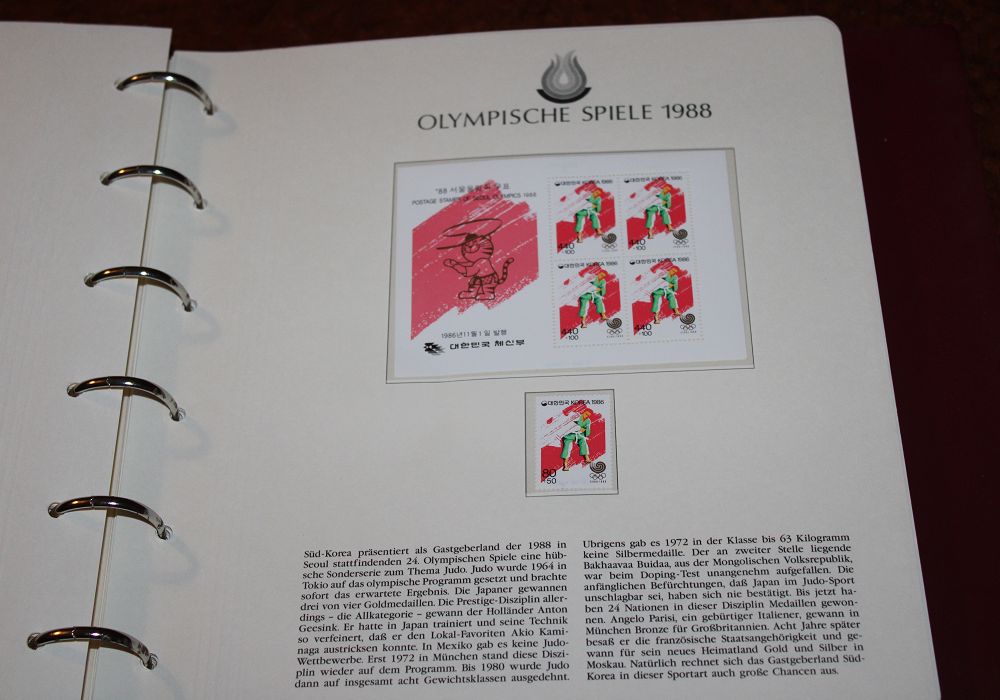 OLYMPISCHE SPIELE 1988
'88 서울올림픽 우표
POSTAGE STAMPS OF SEOUL OLYMPICS 1988
1986년 11월 1일 발행
대한민국 체신부
대한민국 KOREA 1986
440
+100
대한민국 KOREA 1986
440
+100
대한민국 KOREA 1986
440
+100
대한민국 KOREA 1986
440
+100
대한민국 KOREA 1986
80
+50
Süd-Korea präsentiert als Gastgeberland der 1988 in
Seoul stattfindenden 24. Olympischen Spiele eine hüb-
sche Sonderserie zum Thema Judo. Judo wurde 1964 in
Tokio auf das olympische Programm gesetzt und brachte
sofort das erwartete Ergebnis. Die Japaner gewannen
drei von vier Goldmedaillen. Die Prestige-Disziplin aller-
dings – die Allkategorie – gewann der Holländer Anton
Geesink. Er hatte in Japan trainiert und seine Technik
so verfeinert, daß er den Lokal-Favoriten Akio Kami-
naga austricksen konnte. In Mexiko gab es keine Judo-
Wettbewerbe. Erst 1972 in München stand diese Diszi-
plin wieder auf dem Programm. Bis 1980 wurde Judo
dann auf insgesamt acht Gewichtsklassen ausgedehnt.
Übrigens gab es 1972 in der Klasse bis 63 Kilogramm
keine Silbermedaille. Der an zweiter Stelle liegende
Bakhaavaa Buidaa, aus der Mongolischen Volksrepublik,
war beim Doping-Test unangenehm aufgefallen. Die
anfänglichen Befürchtungen, daß Japan im Judo-Sport
unschlagbar sei, haben sich nie bestätigt. Bis jetzt ha-
ben 24 Nationen in dieser Disziplin Medaillen gewon-
nen. Angelo Parisi, ein gebürtiger Italiener, gewann in
München Bronze für Großbritannien. Acht Jahre später
besaß er die französische Staatsangehörigkeit und ge-
wann für sein neues Heimatland Gold und Silber in
Moskau. Natürlich rechnet sich das Gastgeberland Süd-
Korea in dieser Sportart auch große Chancen aus.